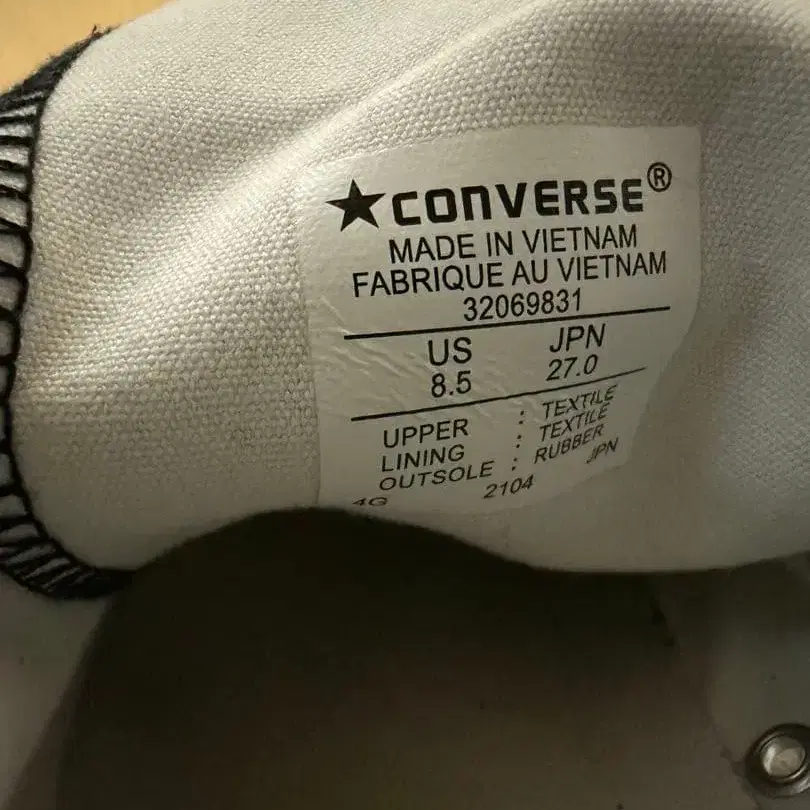 ★CONVERSE®
MADE IN VIETNAM
FABRIQUE AU VIETNAM
32069831
US JPN
8.5 27.0
UPPER : TEXTILE
LINING : TEXTILE
OUTSOLE : RUBBER
4G 2104 JPN